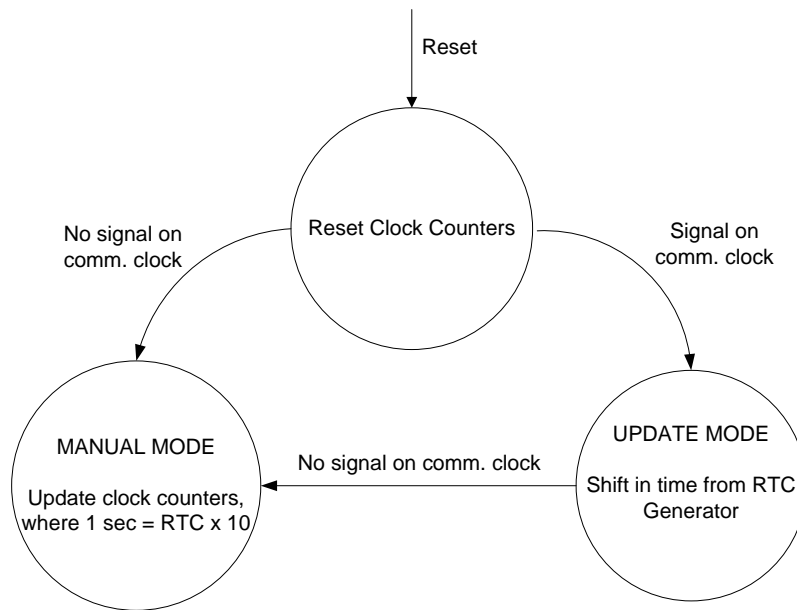 Reset
Reset Clock Counters
No signal on
comm. clock
Signal on
comm. clock
MANUAL MODE
Update clock counters,
where 1 sec = RTC x 10
No signal on comm. clock
UPDATE MODE
Shift in time from RTC
Generator